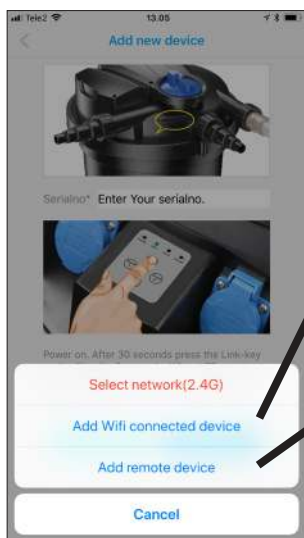 Tele2 13.05
Add new device
Serialno* Enter Your serialno.
Power on. After 30 seconds press the Link-key
Select network(2.4G)
Add Wifi connected device
Add remote device
Cancel